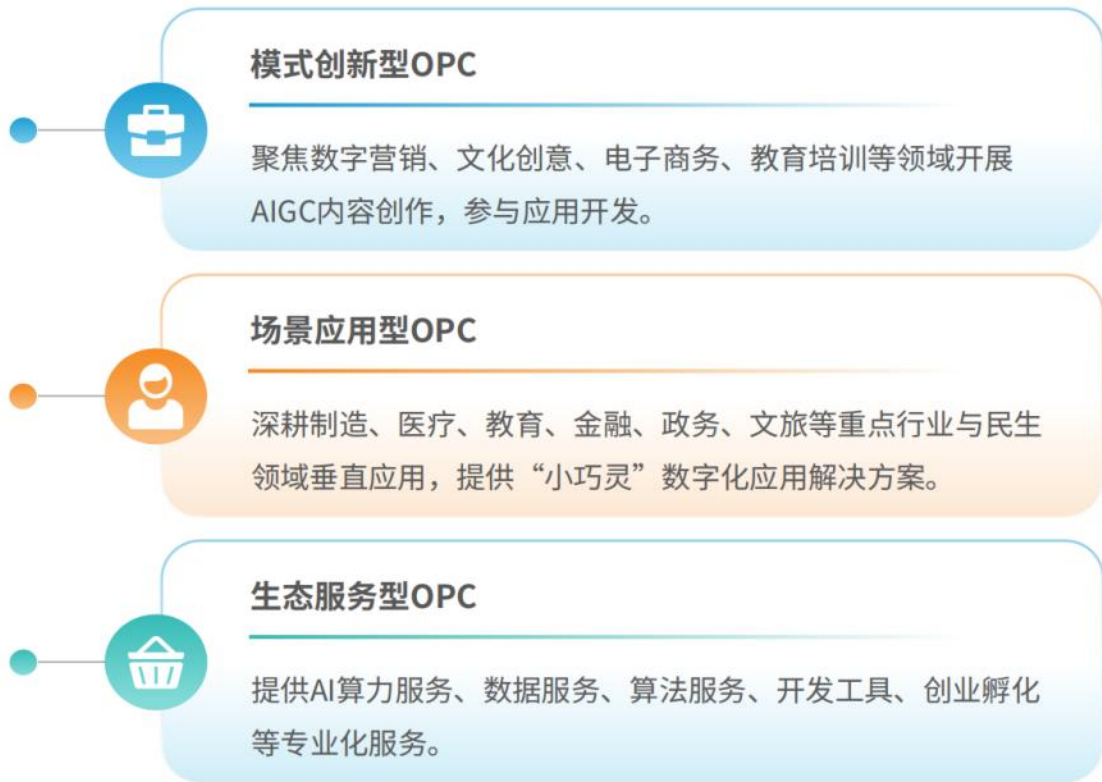 模式创新型OPC
聚焦数字营销、文化创意、电子商务、教育培训等领域开展
AIGC内容创作，参与应用开发。
场景应用型OPC
深耕制造、医疗、教育、金融、政务、文旅等重点行业与民生
领域垂直应用，提供“小巧灵”数字化应用解决方案。
生态服务型OPC
提供AI算力服务、数据服务、算法服务、开发工具、创业孵化
等专业化服务。